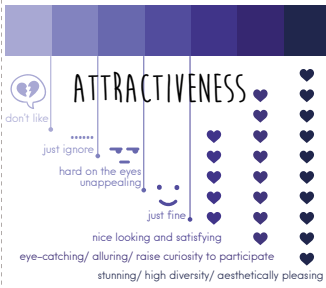 ATTRACTIVENESS
don't like
just ignore
hard on the eyes
unappealing
just fine
nice looking and satisfying
eye-catching/ alluring/ raise curiosity to participate
stunning/ high diversity/ aesthetically pleasing